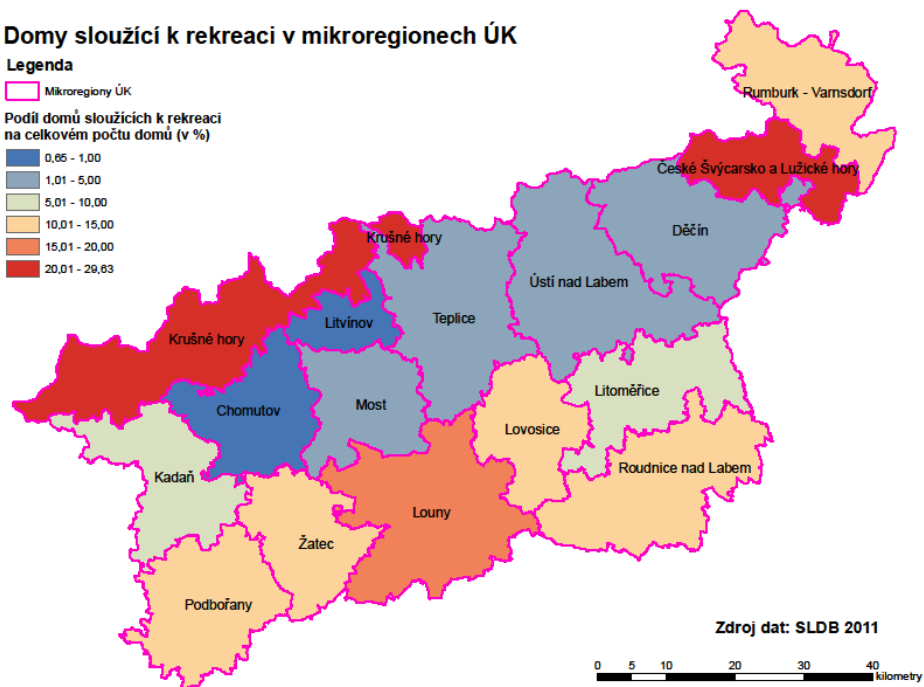 Domy sloužící k rekreaci v mikroregionech ÚK
Legenda
Mikroregiony ÚK
Podíl domů sloužících k rekreaci
na celkovém počtu domů (v %)
0,65 - 1,00
1,01 - 5,00
5,01 - 10,00
10,01 - 15,00
15,01 - 20,00
20,01 - 29,63
Rumburk - Varnsdorf
České Švýcarsko a Lužické hory
Děčín
Krušné hory
Ústí nad Labem
Teplice
Litvínov
Krušné hory
Litoměřice
Most
Chomutov
Lovosice
Roudnice nad Labem
Kadaň
Louny
Žatec
Podbořany
Zdroj dat: SLDB 2011
0 5 10 20 30 40
kilometry